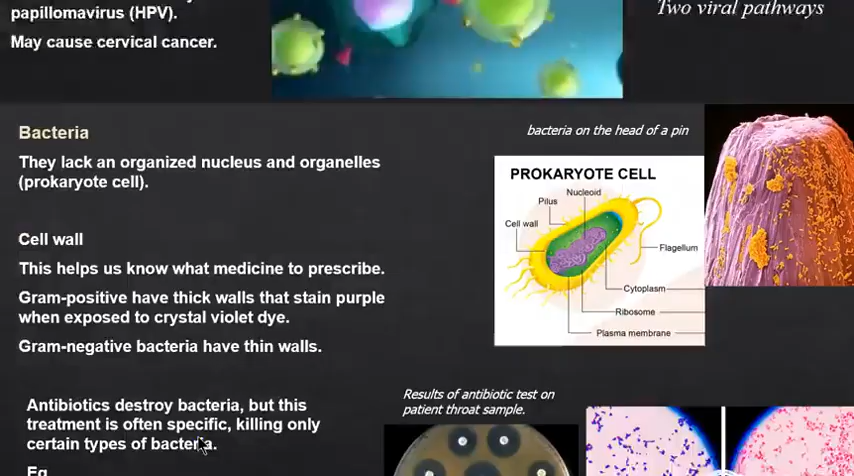 papillomavirus (HPV).
May cause cervical cancer.
Two viral pathways
Bacteria
They lack an organized nucleus and organelles
(prokaryote cell).
Cell wall
This helps us know what medicine to prescribe.
Gram-positive have thick walls that stain purple
when exposed to crystal violet dye.
Gram-negative bacteria have thin walls.
Antibiotics destroy bacteria, but this
treatment is often specific, killing only
certain types of bacteria.
Eg
bacteria on the head of a pin
PROKARYOTE CELL
Nucleoid
Pilus
Cell wall
Flagellum
Cytoplasm
Ribosome
Plasma membrane
Results of antibiotic test on
patient throat sample.